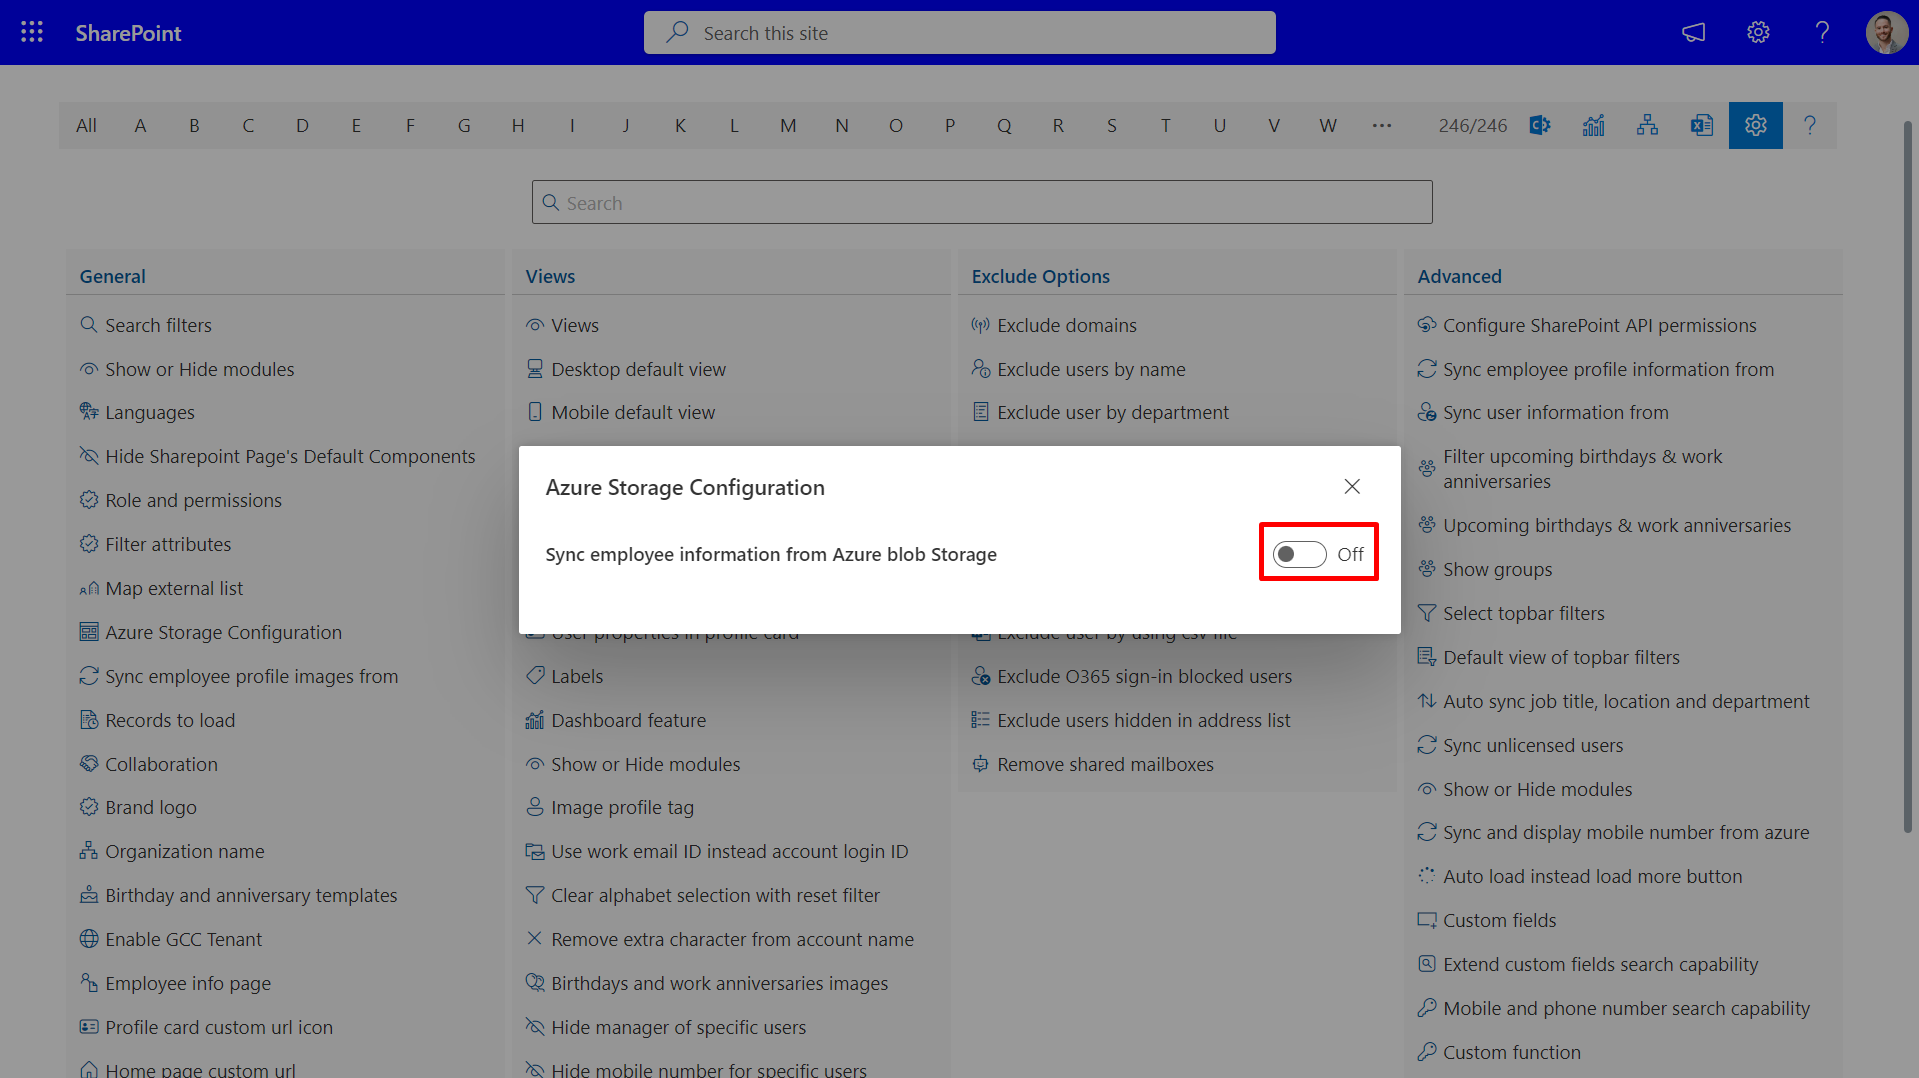 SharePoint
Search this site
All A B C D E F G H I J K L M N O P Q R S T U V W ... 246/246
Search
General
Search filters
Show or Hide modules
Languages
Hide Sharepoint Page's Default Components
Role and permissions
Filter attributes
Map external list
Azure Storage Configuration
Sync employee profile images from
Records to load
Collaboration
Brand logo
Organization name
Birthday and anniversary templates
Enable GCC Tenant
Employee info page
Profile card custom url icon
Home page custom url
Views
Views
Desktop default view
Mobile default view
User properties in profile card
Labels
Dashboard feature
Show or Hide modules
Image profile tag
Use work email ID instead account login ID
Clear alphabet selection with reset filter
Remove extra character from account name
Birthdays and work anniversaries images
Hide manager of specific users
Hide mobile number for specific users
Exclude Options
Exclude domains
Exclude users by name
Exclude user by department
Exclude user by using csv file
Exclude O365 sign-in blocked users
Exclude users hidden in address list
Remove shared mailboxes
Advanced
Configure SharePoint API permissions
Sync employee profile information from
Sync user information from
Filter upcoming birthdays & work
anniversaries
Upcoming birthdays & work anniversaries
Show groups
Select topbar filters
Default view of topbar filters
Auto sync job title, location and department
Sync unlicensed users
Show or Hide modules
Sync and display mobile number from azure
Auto load instead load more button
Custom fields
Extend custom fields search capability
Mobile and phone number search capability
Custom function
Azure Storage Configuration
Sync employee information from Azure blob Storage
Off